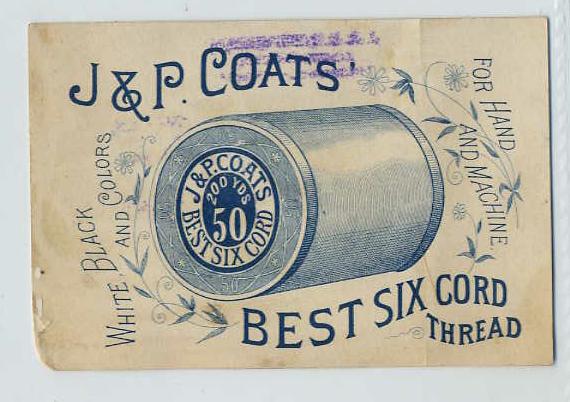 J & P. COATS'
FOR HAND
AND MACHINE.
WHITE, BLACK
AND COLORS
J & P. COATS
200 YDS
50
BEST SIX CORD
50
BEST SIX CORD
THREAD